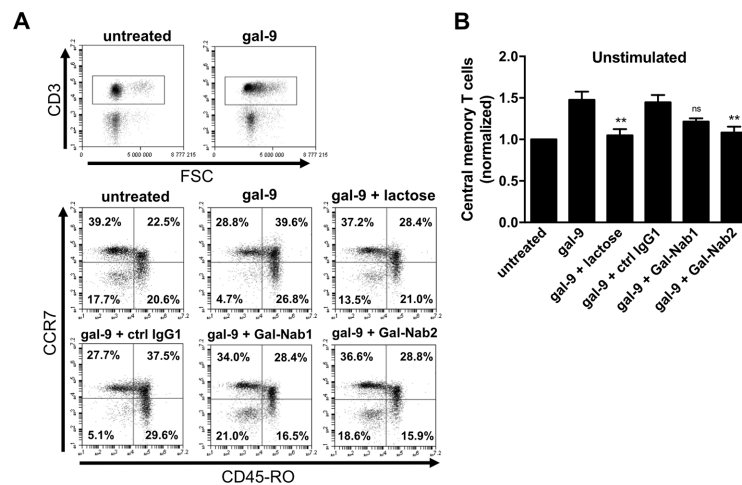 A
untreated
gal-9
CD3
0 5 000 000 8 777 215
0 5 000 000 8 777 215
FSC
untreated
gal-9
gal-9 + lactose
39.2% 22.5%
28.8% 39.6%
37.2% 28.4%
17.7% 20.6%
4.7% 26.8%
13.5% 21.0%
CCR7
gal-9 + ctrl IgG1
gal-9 + Gal-Nab1
gal-9 + Gal-Nab2
27.7% 37.5%
34.0% 28.4%
36.6% 28.8%
5.1% 29.6%
21.0% 16.5%
18.6% 15.9%
CD45-RO
B
Unstimulated
Central memory T cells
(normalized)
2.0
1.5
1.0
0.5
0.0
**
ns
**
untreated
gal-9
gal-9 + lactose
gal-9 + ctrl IgG1
gal-9 + Gal-Nab1
gal-9 + Gal-Nab2